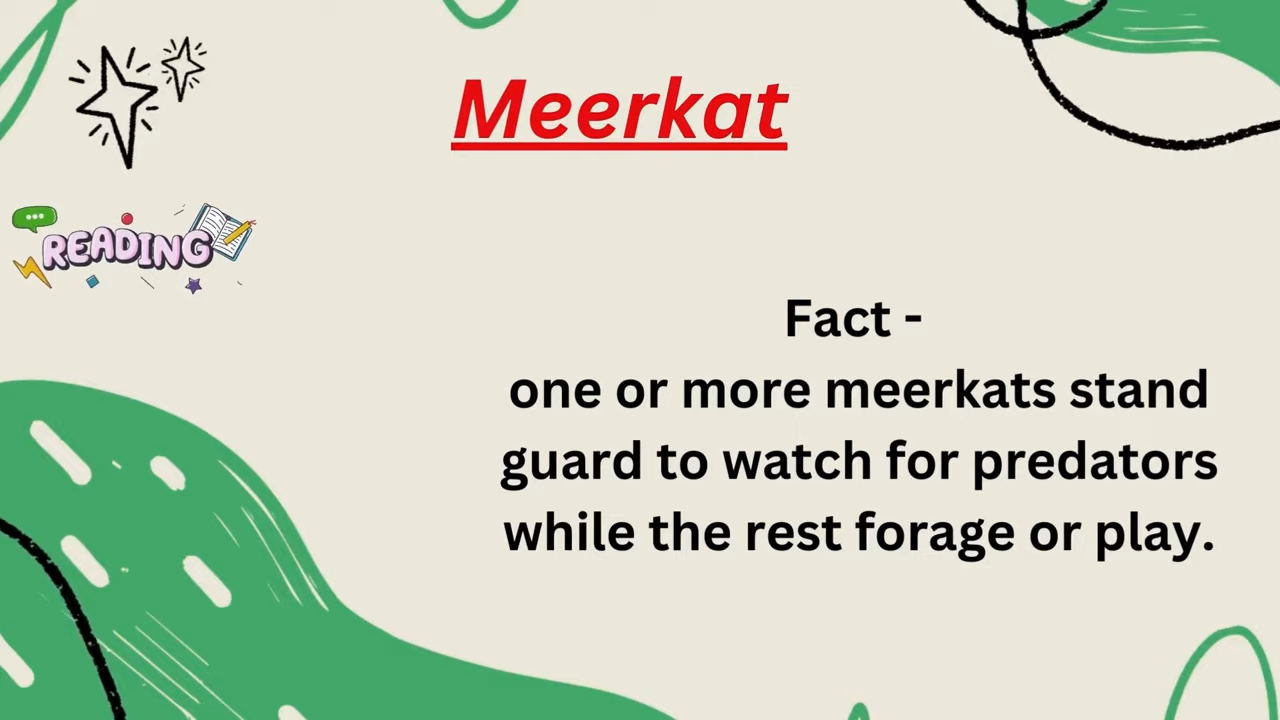 Meerkat
READING
Fact -
one or more meerkats stand
guard to watch for predators
while the rest forage or play.